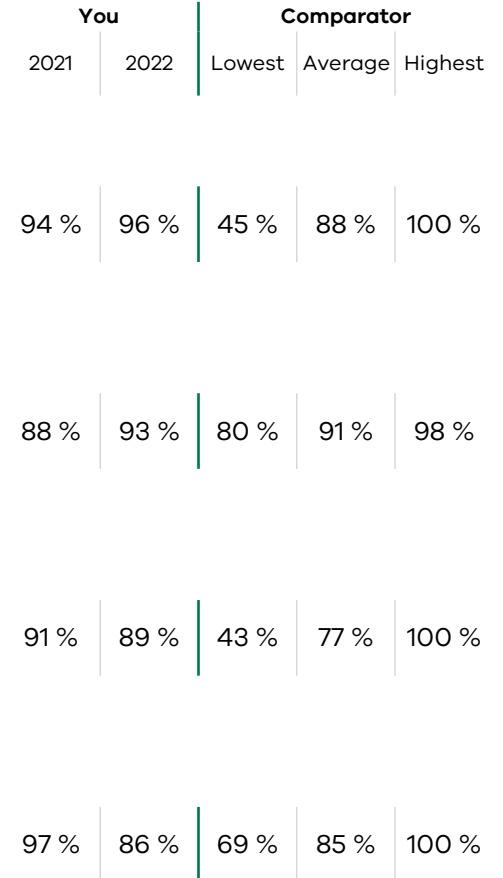 You Comparator
2021 2022 Lowest Average Highest
94 % 96 % 45 % 88 % 100 %
88 % 93 % 80 % 91 % 98 %
91 % 89 % 43 % 77 % 100 %
97 % 86 % 69 % 85 % 100 %